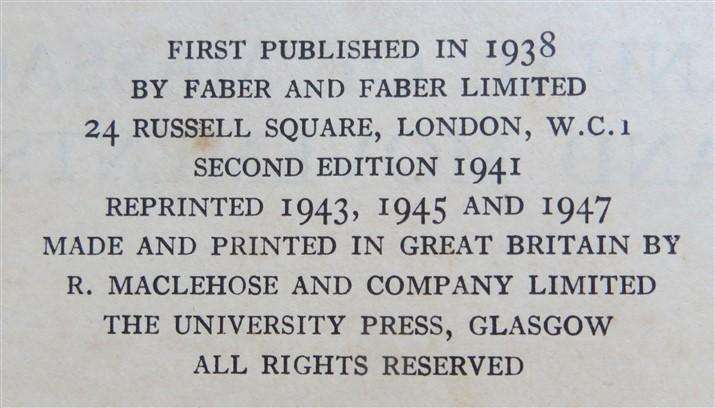 FIRST PUBLISHED IN 1938
BY FABER AND FABER LIMITED
24 RUSSELL SQUARE, LONDON, W.C.1
SECOND EDITION 1941
REPRINTED 1943, 1945 AND 1947
MADE AND PRINTED IN GREAT BRITAIN BY
R. MACLEHOSE AND COMPANY LIMITED
THE UNIVERSITY PRESS, GLASGOW
ALL RIGHTS RESERVED